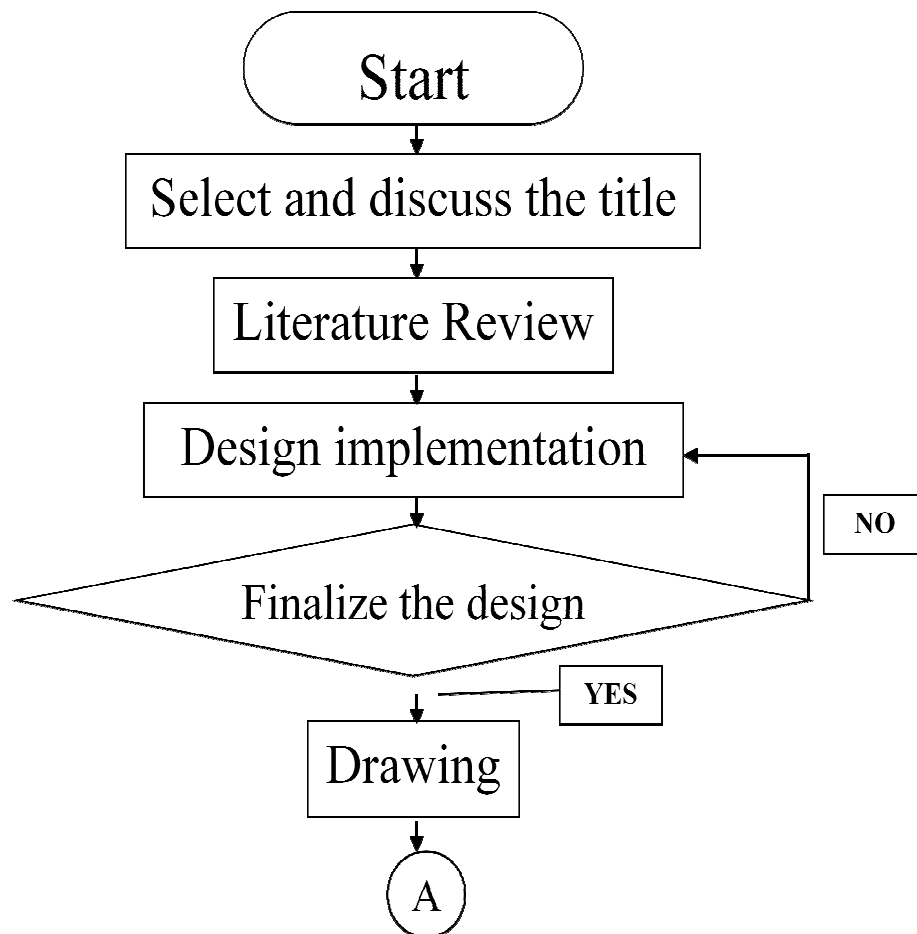 Start
Select and discuss the title
Literature Review
Design implementation
NO
Finalize the design
YES
Drawing
A